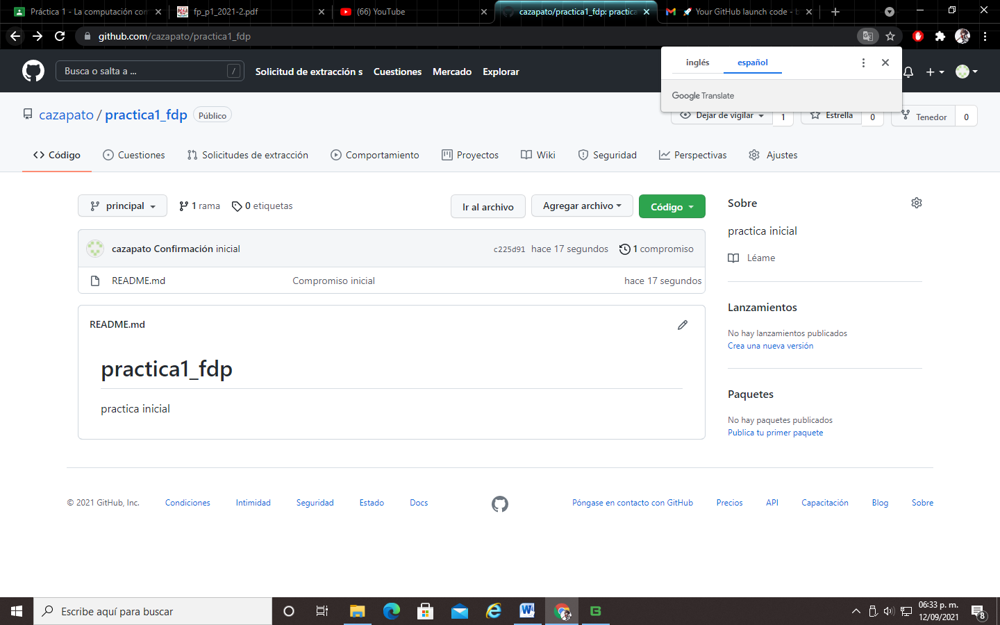 Práctica 1 - La computación com
fp_p1_2021-2.pdf
(66) YouTube
cazapato/practica1_fdp: practica
Your GitHub launch code - b
github.com/cazapato/practica1_fdp
inglés español
Google Translate
Busca o salta a ... /
Solicitud de extracción s Cuestiones Mercado Explorar
cazapato / practica1_fdp Público
Dejar de vigilar 1 Estrella 0 Tenedor 0
Código Cuestiones Solicitudes de extracción Comportamiento Proyectos Wiki Seguridad Perspectivas Ajustes
principal 1 rama 0 etiquetas Ir al archivo Agregar archivo Código
cazapato Confirmación inicial c225d91 hace 17 segundos 1 compromiso
README.md Compromiso inicial hace 17 segundos
README.md
practica1_fdp
practica inicial
Sobre
practica inicial
Léame
Lanzamientos
No hay lanzamientos publicados
Crea una nueva versión
Paquetes
No hay paquetes publicados
Publica tu primer paquete
© 2021 GitHub, Inc. Condiciones Intimidad Seguridad Estado Docs Póngase en contacto con GitHub Precios API Capacitación Blog Sobre
Escribe aquí para buscar
06:33 p. m.
12/09/2021
8